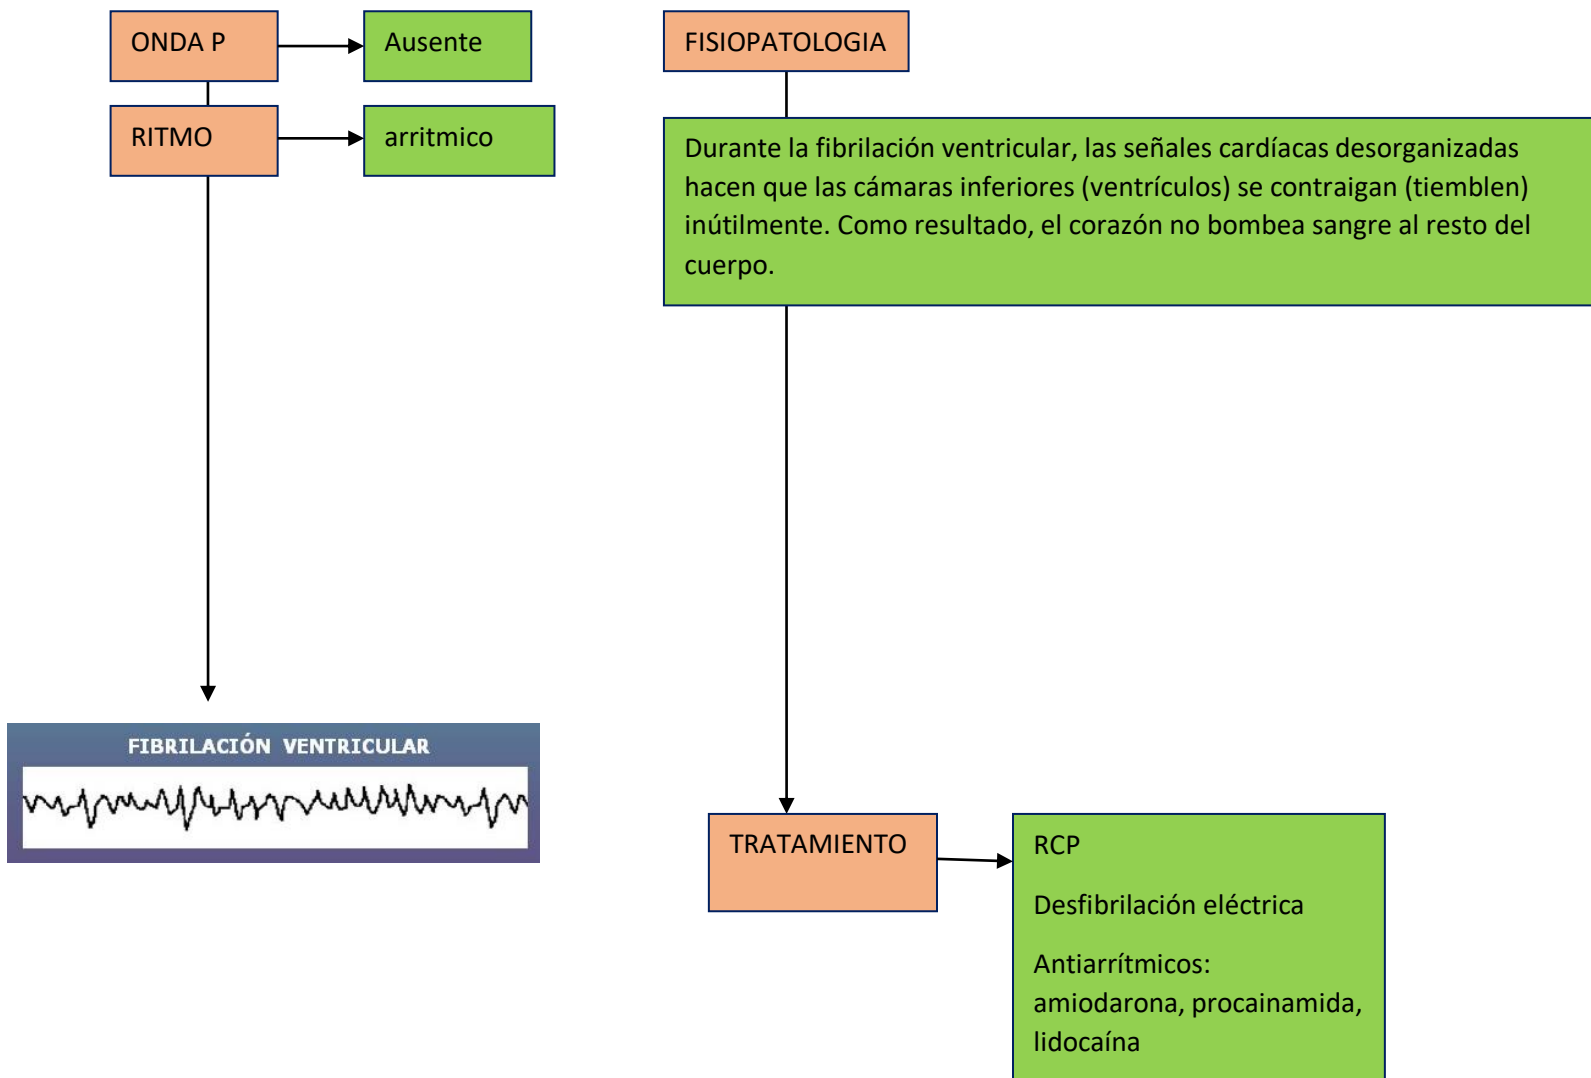 ONDA P
Ausente
RITMO
arritmico
FIBRILACIÓN VENTRICULAR
FISIOPATOLOGIA
Durante la fibrilación ventricular, las señales cardíacas desorganizadas
hacen que las cámaras inferiores (ventrículos) se contraigan (tiemblen)
inútilmente. Como resultado, el corazón no bombea sangre al resto del
cuerpo.
TRATAMIENTO
RCP
Desfibrilación eléctrica
Antiarrítmicos:
amiodarona, procainamida,
lidocaína